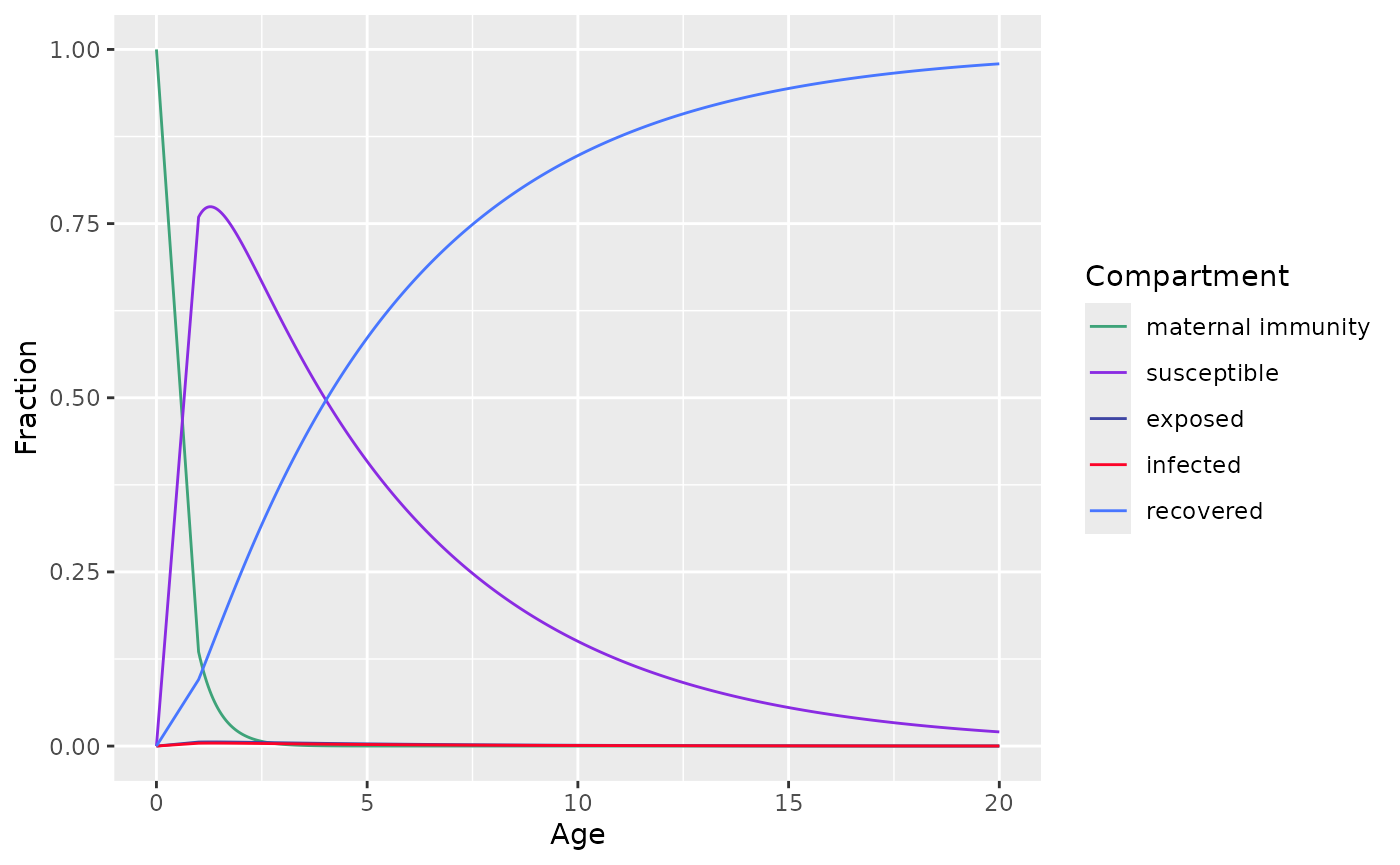 1.00
0.75
0.50
0.25
0.00
Fraction
0
5
10
15
20
Age
Compartment
maternal immunity
susceptible
exposed
infected
recovered